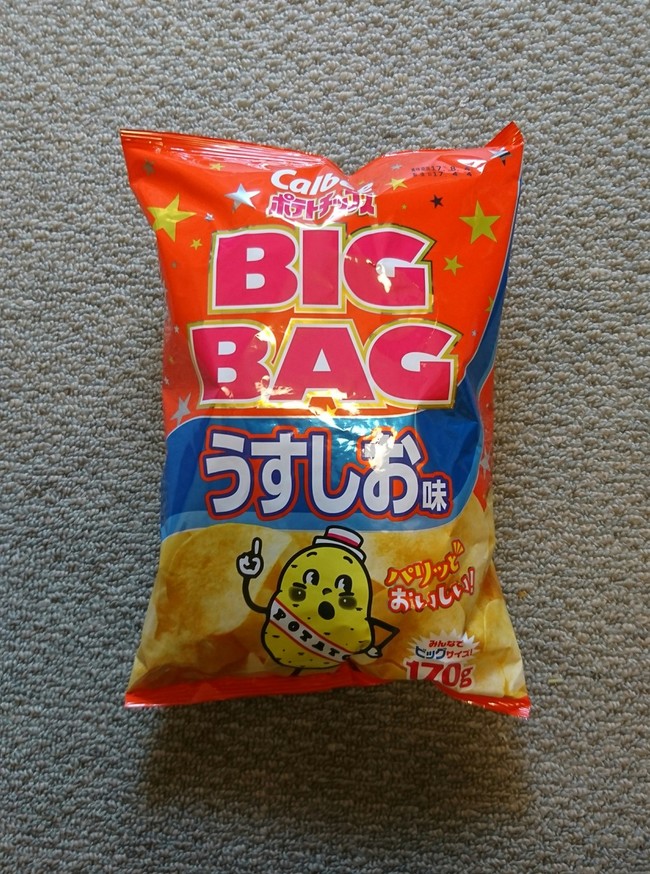 Calbee
ポテトチップス
BIG
BAG
うすしお味
パリッと
おいしい!
POTATO
みんなで
ビッグサイズ!
170g